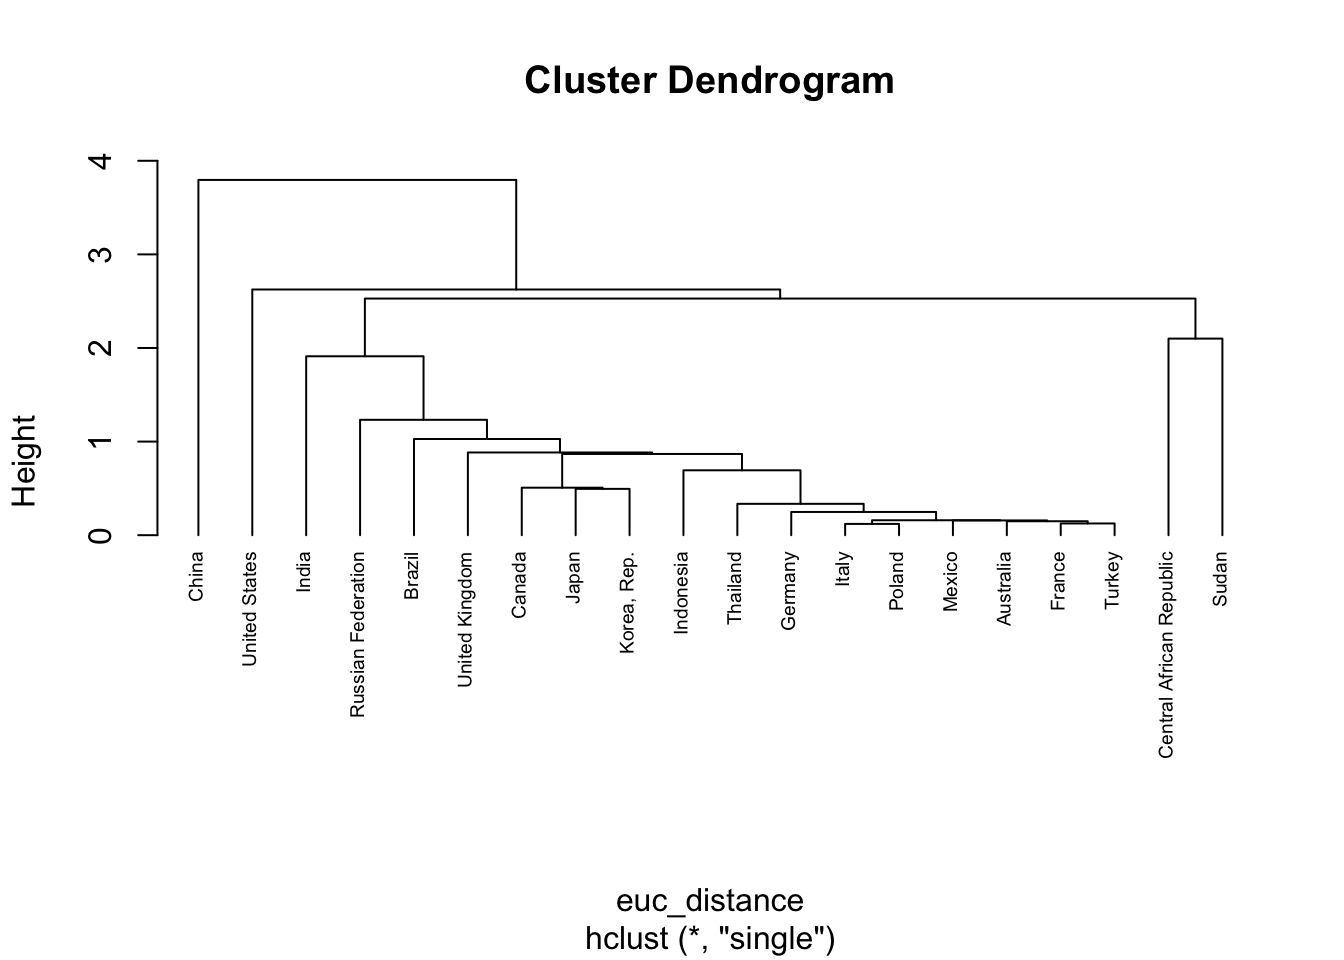 Cluster Dendrogram
4
3
2
1
0
Height
China
United States
India
Russian Federation
Brazil
United Kingdom
Canada
Japan
Korea, Rep.
Indonesia
Thailand
Germany
Italy
Poland
Mexico
Australia
France
Turkey
Central African Republic
Sudan
euc_distance
hclust (*, "single")